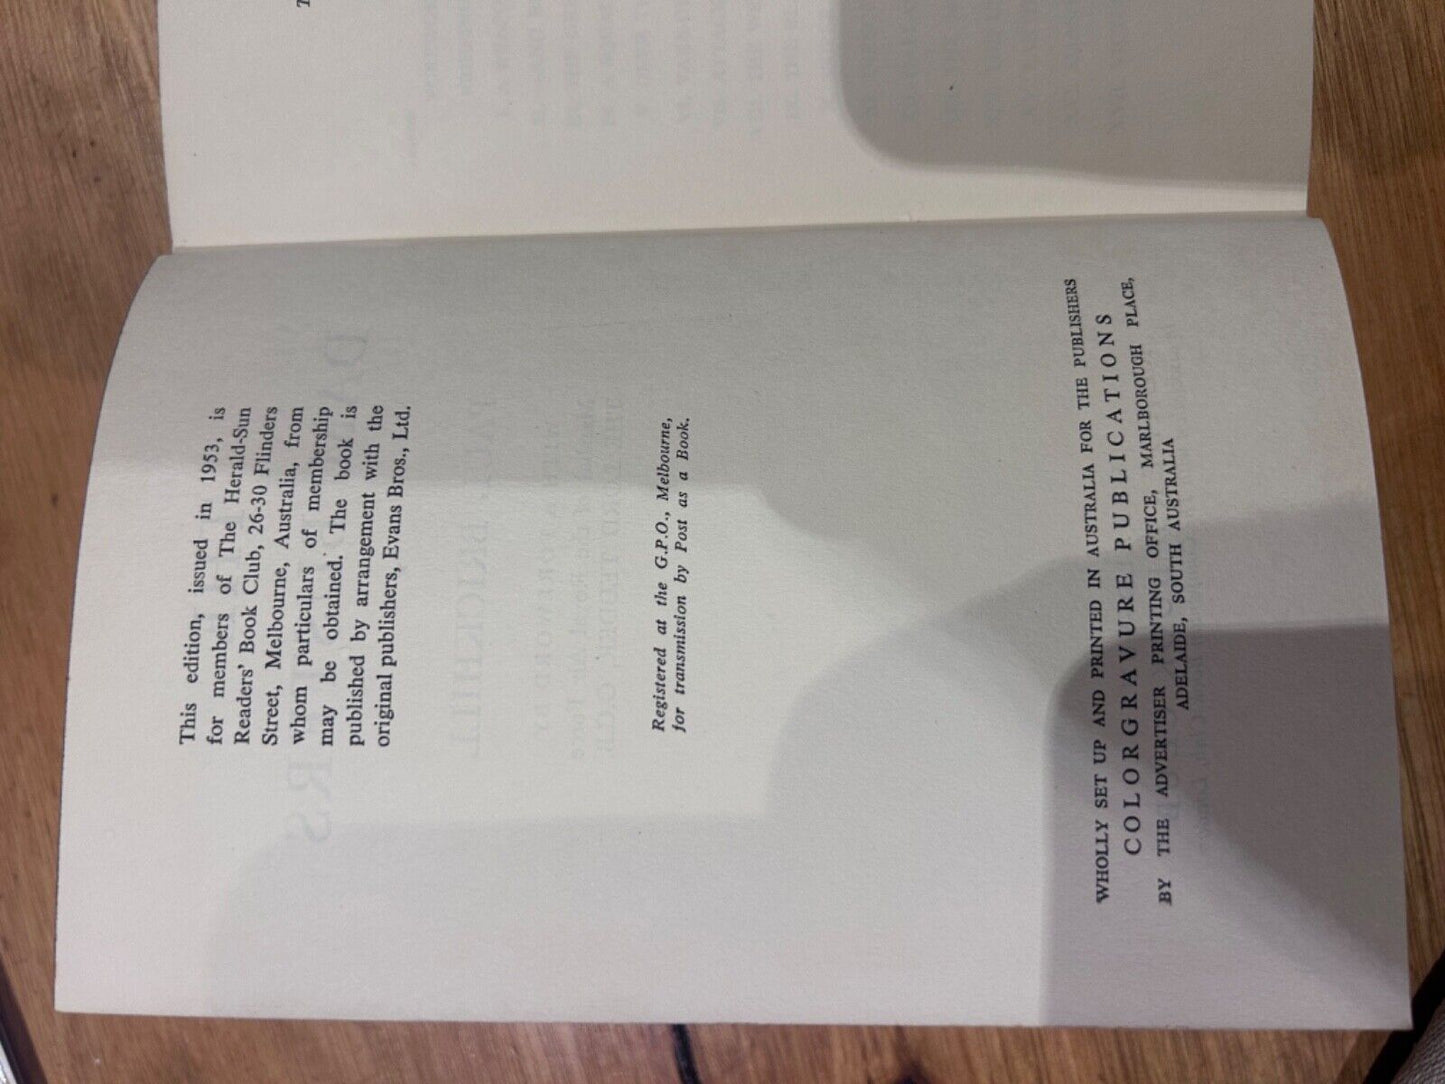 This edition, issued in 1953, is
for members of The Herald-Sun
Readers' Book Club, 26-30 Flinders
Street, Melbourne, Australia, from
whom particulars of membership
may be obtained. The book is
published by arrangement with the
original publishers, Evans Bros., Ltd.
Registered at the G.P.O., Melbourne,
for transmission by Post as a Book.
WHOLLY SET UP AND PRINTED IN AUSTRALIA FOR THE PUBLISHERS
COLORGRAVURE PUBLICATIONS
BY THE ADVERTISER PRINTING OFFICE, MARLBOROUGH PLACE,
ADELAIDE, SOUTH AUSTRALIA